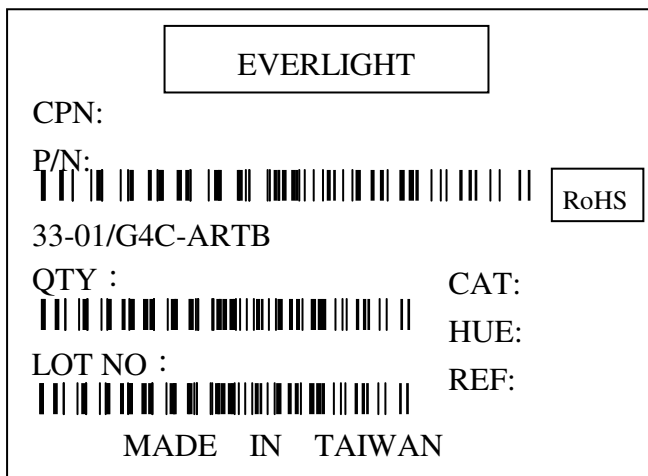 EVERLIGHT
CPN:
P/N:
RoHS
33-01/G4C-ARTB
QTY：
CAT:
HUE:
LOT NO：
REF:
MADE IN TAIWAN